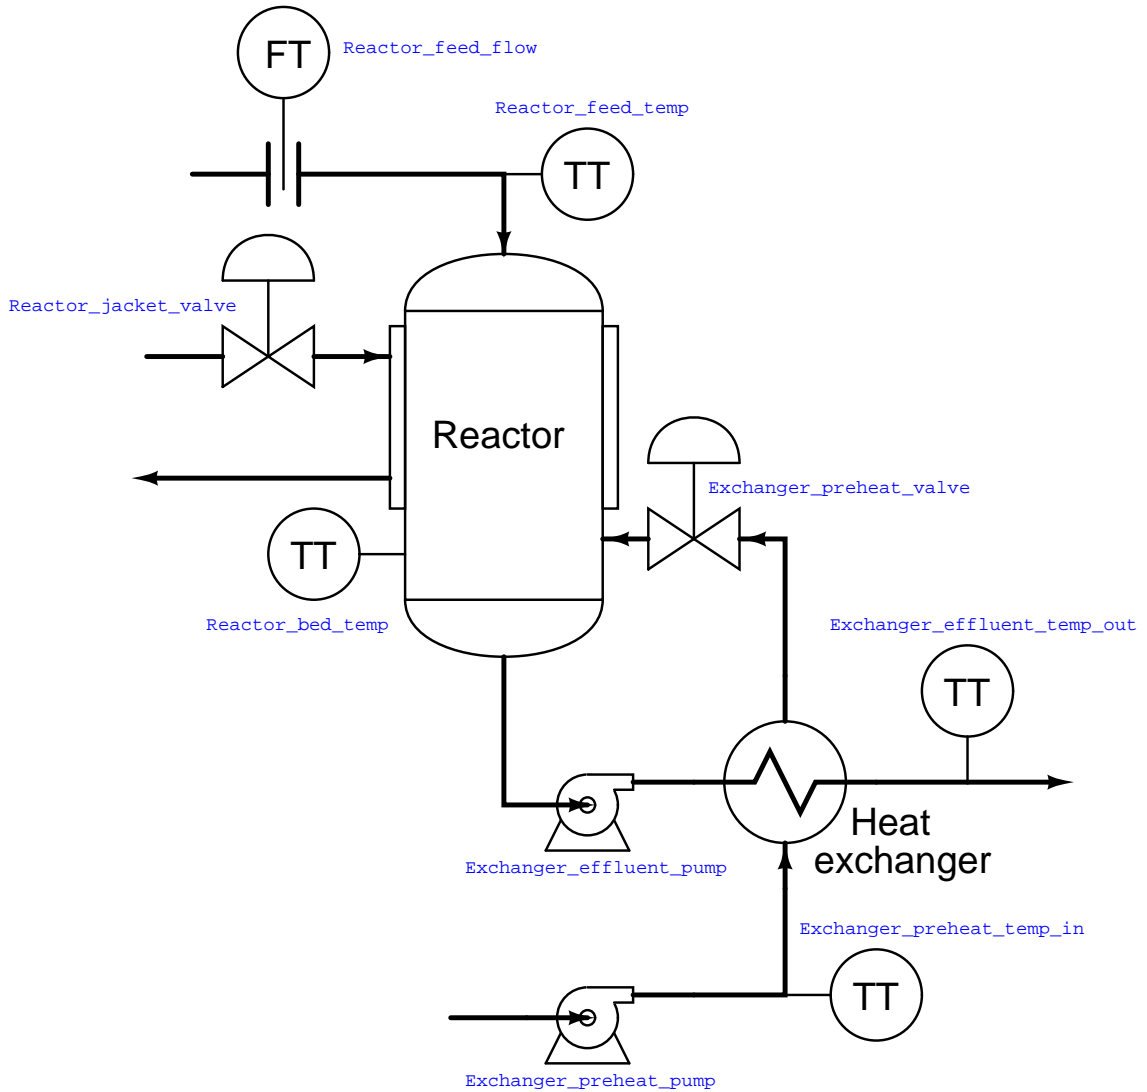 FT
Reactor_feed_flow
Reactor_feed_temp
TT
Reactor_jacket_valve
Reactor
Exchanger_preheat_valve
TT
Reactor_bed_temp
Exchanger_effluent_temp_out
TT
Heat
exchanger
Exchanger_effluent_pump
Exchanger_preheat_temp_in
TT
Exchanger_preheat_pump